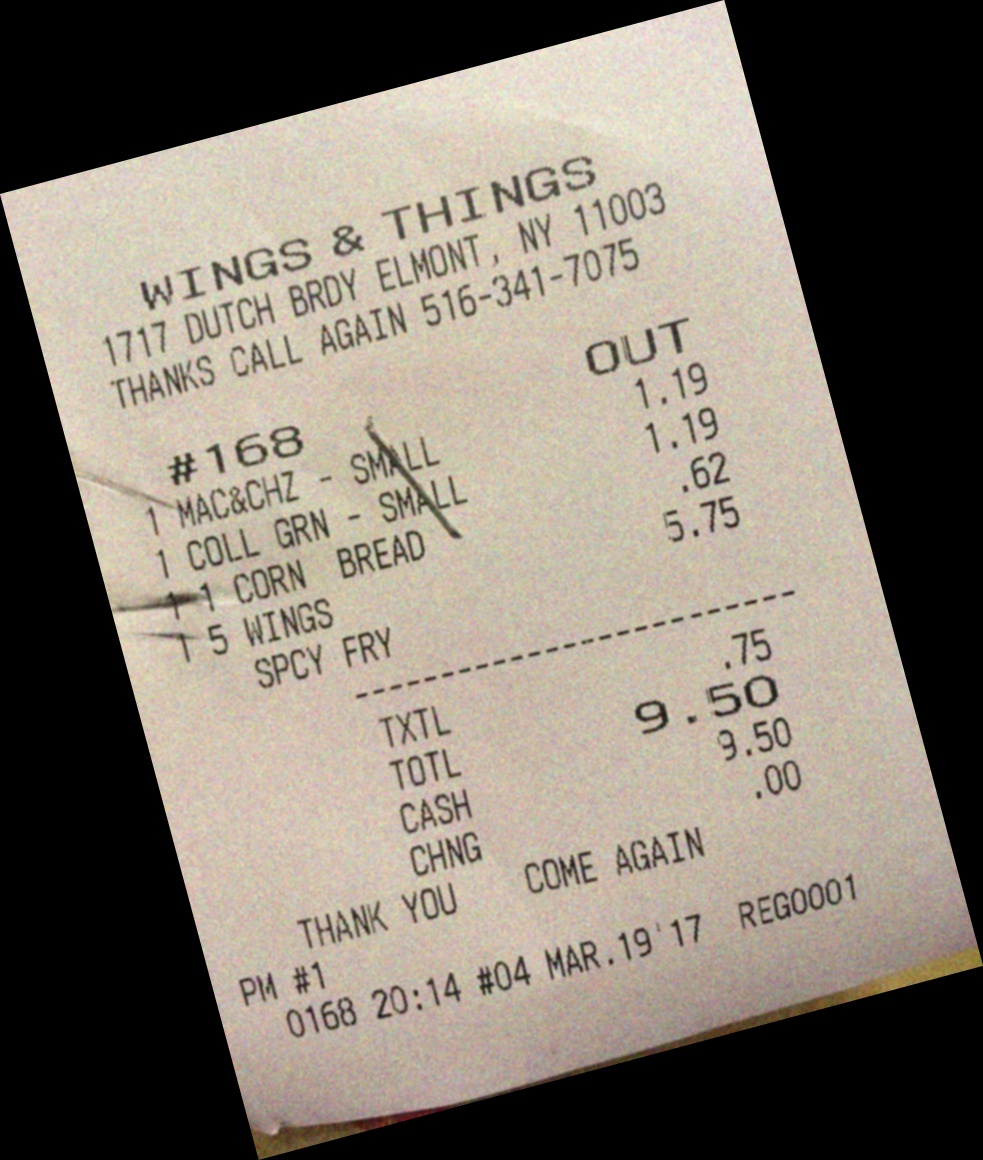 WINGS & THINGS
1717 DUTCH BRDY ELMONT, NY 11003
THANKS CALL AGAIN 516-341-7075
OUT
#168
1 MAC&CHZ - SMALL 1.19
1 COLL GRN - SMALL 1.19
1 1 CORN BREAD .62
1 5 WINGS 5.75
SPCY FRY
--------------------------------------
TXTL .75
TOTL 9.50
CASH 9.50
CHNG .00
THANK YOU COME AGAIN
PM #1
0168 20:14 #04 MAR.19'17 REG0001